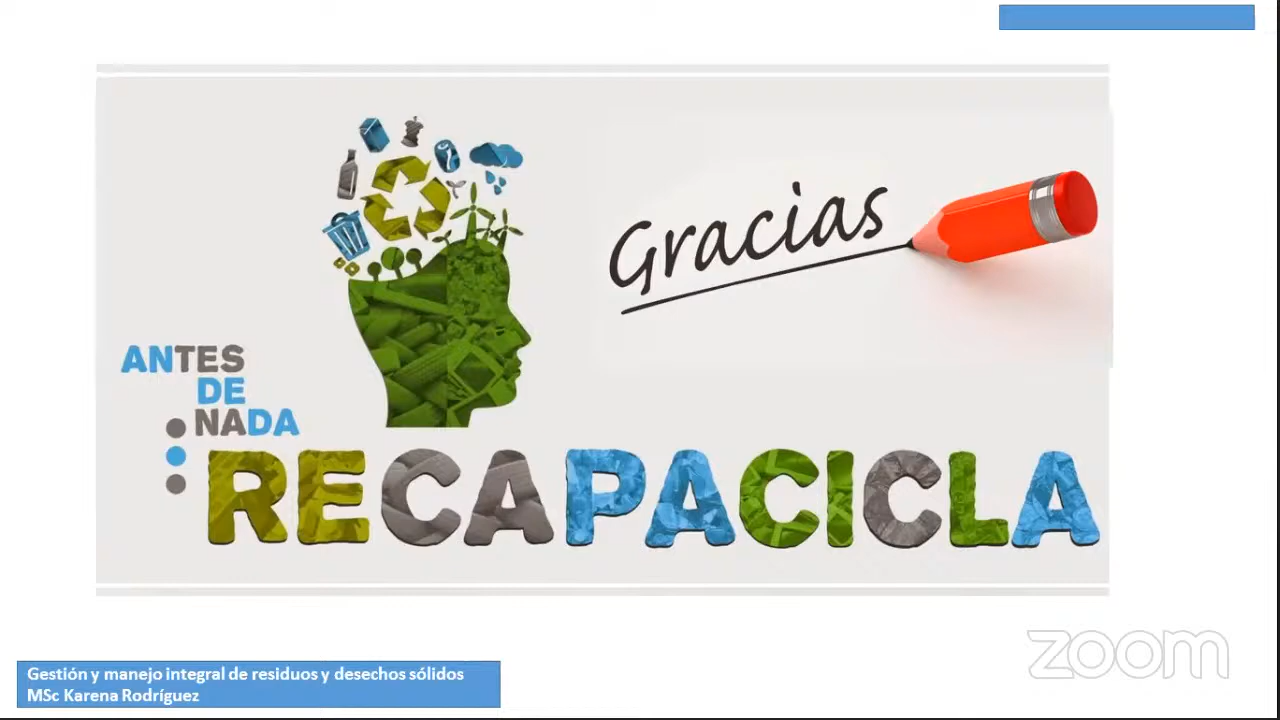 Gracias
ANTES
DE
NADA
RECAPACICLA
zoom
Gestión y manejo integral de residuos y desechos sólidos
MSc Karena Rodríguez